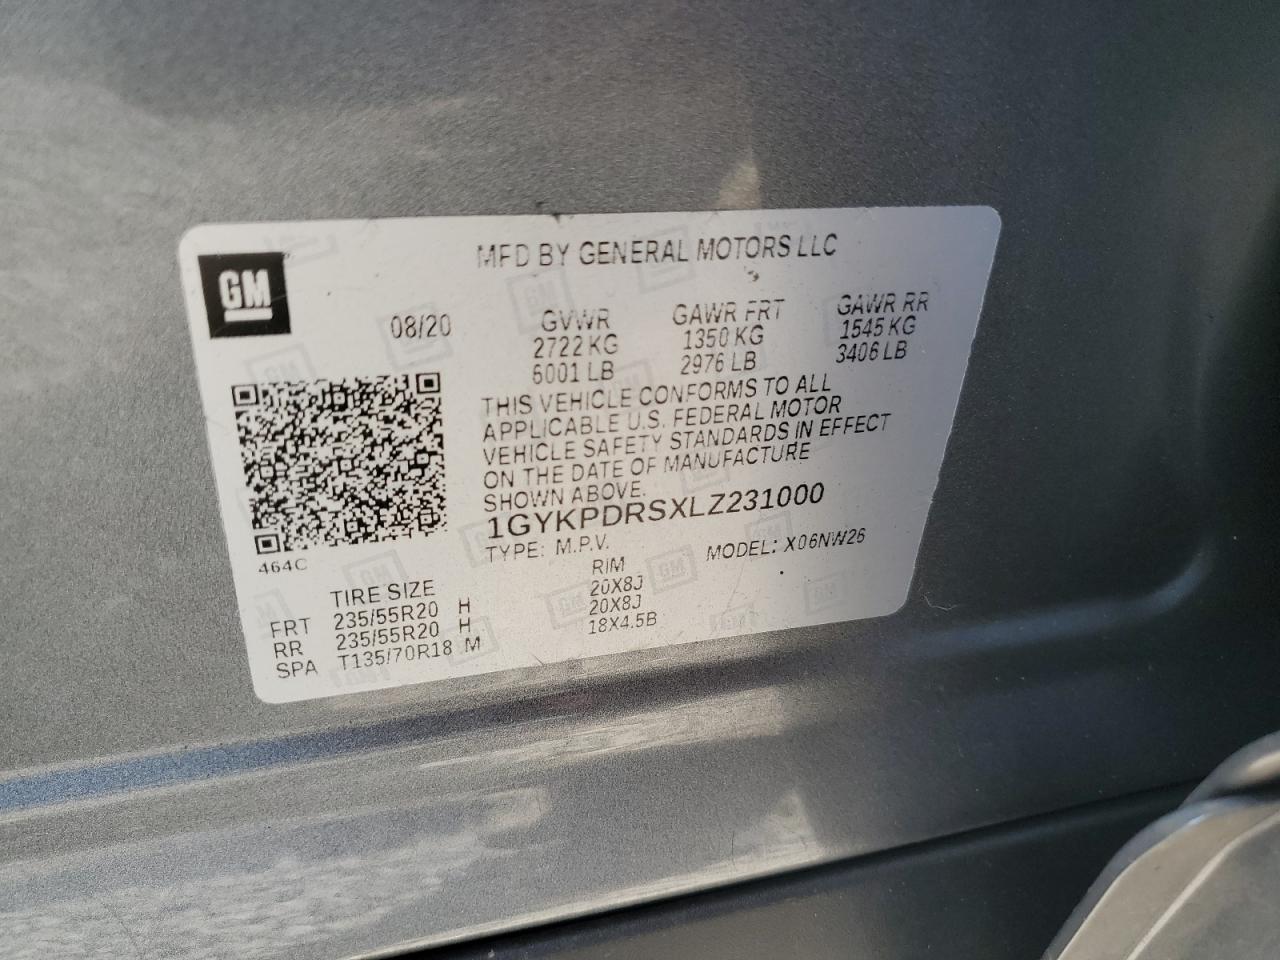 GM
MFD BY GENERAL MOTORS LLC
08/20 GVWR GAWR FRT GAWR RR
2722 KG 1350 KG 1545 KG
6001 LB 2976 LB 3406 LB
THIS VEHICLE CONFORMS TO ALL
APPLICABLE U.S. FEDERAL MOTOR
VEHICLE SAFETY STANDARDS IN EFFECT
ON THE DATE OF MANUFACTURE
SHOWN ABOVE.
1GYKPDRSXLZ231000
464C
TYPE: M.P.V. MODEL: X06NW26
TIRE SIZE RIM
FRT 235/55R20 H 20X8J
RR 235/55R20 H 20X8J
SPA T135/70R18 M 18X4.5B